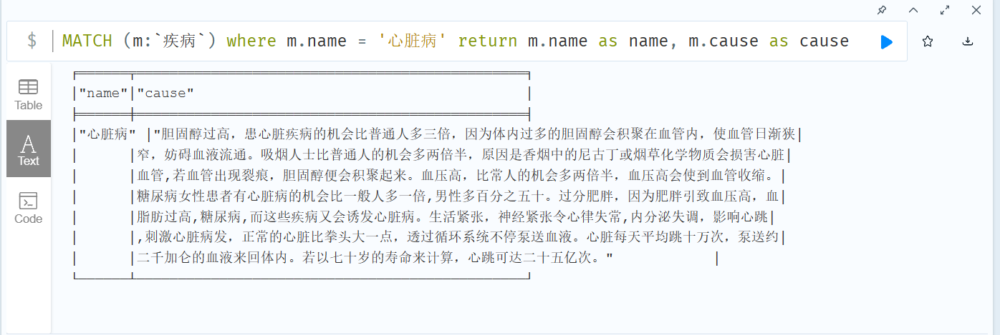 $ MATCH (m:`疾病`) where m.name = '心脏病' return m.name as name, m.cause as cause
Table
"name" "cause"
A
Text
"心脏病" "胆固醇过高，患心脏疾病的机会比普通人多三倍，因为体内过多的胆固醇会积聚在血管内，使血管日渐狭
窄，妨碍血液流通。吸烟人士比普通人的机会多两倍半，原因是香烟中的尼古丁或烟草化学物质会损害心脏
血管,若血管出现裂痕，胆固醇便会积聚起来。血压高，比常人的机会多两倍半，血压高会使到血管收缩。
糖尿病女性患者有心脏病的机会比一般人多一倍,男性多百分之五十。过分肥胖，因为肥胖引致血压高，血
脂肪过高,糖尿病,而这些疾病又会诱发心脏病。生活紧张，神经紧张令心律失常,内分泌失调，影响心跳
,刺激心脏病发，正常的心脏比拳头大一点，透过循环系统不停泵送血液。心脏每天平均跳十万次，泵送约
二千加仑的血液来回体内。若以七十岁的寿命来计算，心跳可达二十五亿次。"
Code